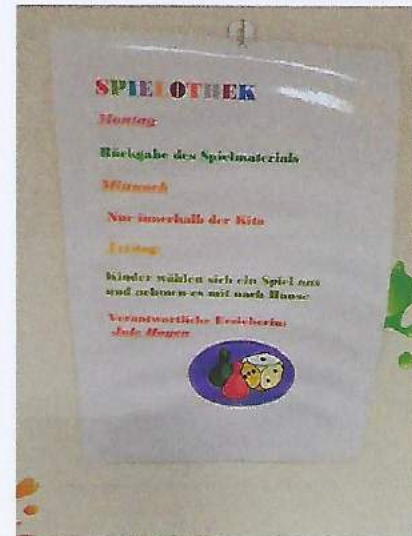 SPIELOTHEK
Montag
Rückgabe des Spielmaterials
Mittwoch
Nur innerhalb der Kita
Freitag
Kinder wählen sich ein Spiel aus
und nehmen es mit nach Hause
Verantwortliche Erzieherin:
Jule